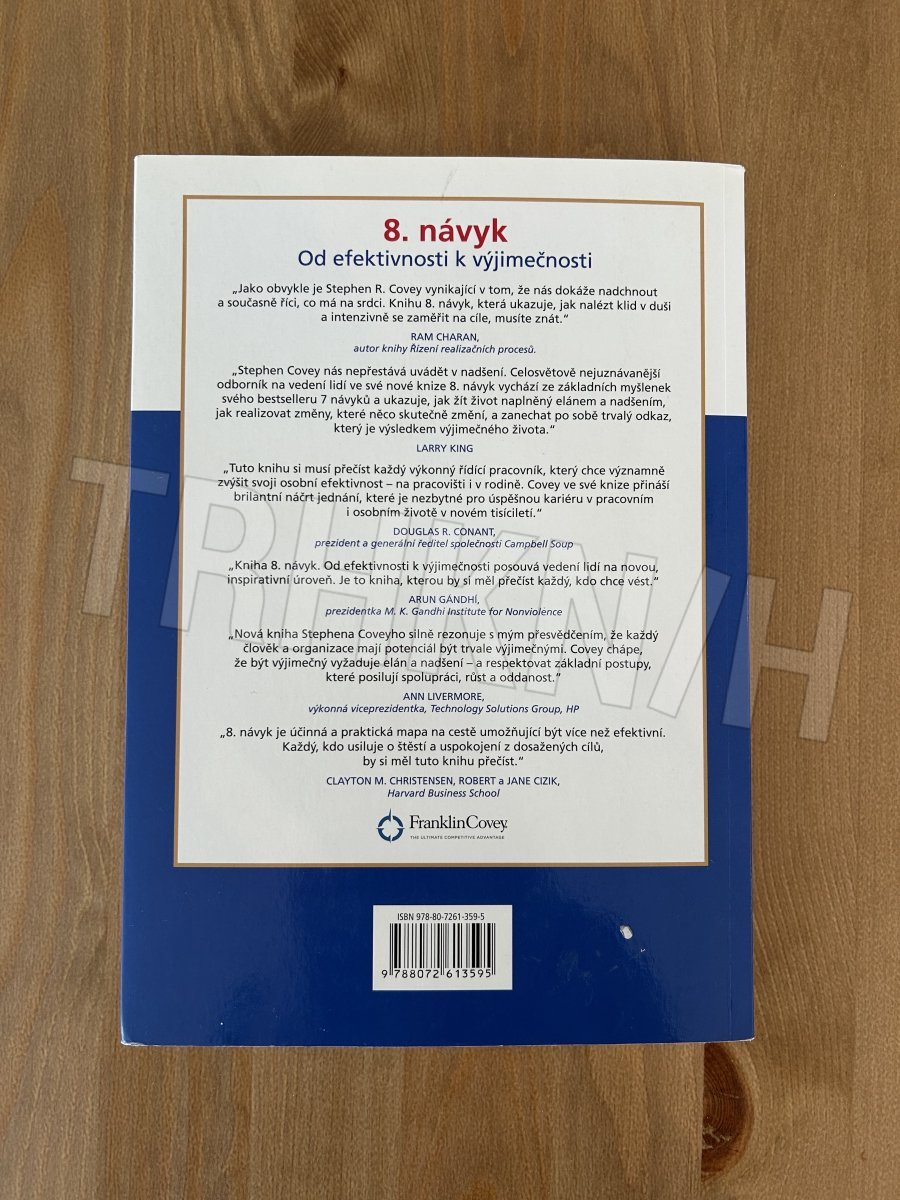 8. návyk
Od efektivnosti k výjimečnosti
„Jako obvykle je Stephen R. Covey vynikající v tom, že nás dokáže nadchnout
a současně říci, co má na srdci. Knihu 8. návyk, která ukazuje, jak nalézt klid v duši
a intenzivně se zaměřit na cíle, musíte znát.“
RAM CHARAN,
autor knihy Řízení realizačních procesů.
„Stephen Covey nás nepřestává uvádět v nadšení. Celosvětově nejuznávanější
odborník na vedení lidí ve své nové knize 8. návyk vychází ze základních myšlenek
svého bestselleru 7 návyků a ukazuje, jak žít život naplněný elánem a nadšením,
jak realizovat změny, které něco skutečně změní, a zanechat po sobě trvalý odkaz,
který je výsledkem výjimečného života.“
LARRY KING
„Tuto knihu si musí přečíst každý výkonný řídící pracovník, který chce významně
zvýšit svoji osobní efektivnost – na pracovišti i v rodině. Covey ve své knize přináší
brilantní náčrt jednání, které je nezbytné pro úspěšnou kariéru v pracovním
i osobním životě v novém tisíciletí.“
DOUGLAS R. CONANT,
prezident a generální ředitel společnosti Campbell Soup
„Kniha 8. návyk. Od efektivnosti k výjimečnosti posouvá vedení lidí na novou,
inspirativní úroveň. Je to kniha, kterou by si měl přečíst každý, kdo chce vést.“
ARUN GÁNDHÍ,
prezidentka M. K. Gandhi Institute for Nonviolence
„Nová kniha Stephena Coveyho silně rezonuje s mým přesvědčením, že každý
člověk a organizace mají potenciál být trvale výjimečnými. Covey chápe,
že být výjimečný vyžaduje elán a nadšení – a respektovat základní postupy,
které posilují spolupráci, růst a oddanost.“
ANN LIVERMORE,
výkonná viceprezidentka, Technology Solutions Group, HP
„8. návyk je účinná a praktická mapa na cestě umožňující být více než efektivní.
Každý, kdo usiluje o štěstí a uspokojení z dosažených cílů,
by si měl tuto knihu přečíst.“
CLAYTON M. CHRISTENSEN, ROBERT a JANE CIZIK,
Harvard Business School
FranklinCovey
THE ULTIMATE COMPETITIVE ADVANTAGE
ISBN 978-80-7261-359-5
9 788072 613595
TRHKNIH